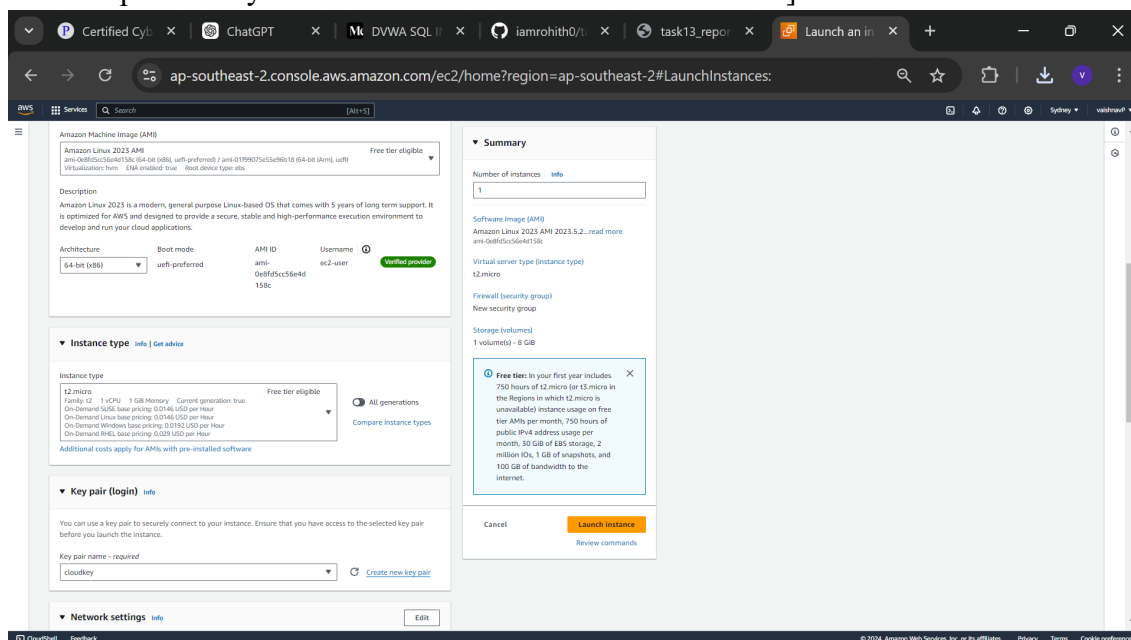 Certified Cyb
ChatGPT
DVWA SQL I
iamrohith0/t
task13_repor
Launch an in
ap-southeast-2.console.aws.amazon.com/ec2/home?region=ap-southeast-2#LaunchInstances:
aws
Services
Search
[Alt+S]
Sydney
vaishnavP
Amazon Machine Image (AMI)
Amazon Linux 2023 AMI
Free tier eligible
ami-0e8fd5cc56e4d158c (64-bit (x86), uefi-preferred) / ami-01f99075e55e96b18 (64-bit (Arm), uefi)
Virtualization: hvm ENA enabled: true Root device type: ebs
Description
Amazon Linux 2023 is a modern, general purpose Linux-based OS that comes with 5 years of long term support. It
is optimized for AWS and designed to provide a secure, stable and high-performance execution environment to
develop and run your cloud applications.
Architecture
Boot mode
AMI ID
Username
64-bit (x86)
uefi-preferred
ami-
0e8fd5cc56e4d
158c
ec2-user
Verified provider
Instance type Info | Get advice
Instance type
t2.micro
Free tier eligible
Family: t2 1 vCPU 1 GiB Memory Current generation: true
On-Demand SUSE base pricing: 0.0146 USD per Hour
On-Demand Linux base pricing: 0.0146 USD per Hour
On-Demand Windows base pricing: 0.0192 USD per Hour
On-Demand RHEL base pricing: 0.029 USD per Hour
All generations
Compare instance types
Additional costs apply for AMIs with pre-installed software
Key pair (login) Info
You can use a key pair to securely connect to your instance. Ensure that you have access to the selected key pair
before you launch the instance.
Key pair name - required
cloudkey
Create new key pair
Network settings Info
Edit
Summary
Number of instances Info
1
Software Image (AMI)
Amazon Linux 2023 AMI 2023.5.2...read more
ami-0e8fd5cc56e4d158c
Virtual server type (instance type)
t2.micro
Firewall (security group)
New security group
Storage (volumes)
1 volume(s) - 8 GiB
Free tier: In your first year includes
750 hours of t2.micro (or t3.micro in
the Regions in which t2.micro is
unavailable) instance usage on free
tier AMIs per month, 750 hours of
public IPv4 address usage per
month, 30 GiB of EBS storage, 2
million IOs, 1 GB of snapshots, and
100 GB of bandwidth to the
internet.
Cancel
Launch instance
Review commands
CloudShell
Feedback
© 2024, Amazon Web Services, Inc. or its affiliates.
Privacy
Terms
Cookie preferences